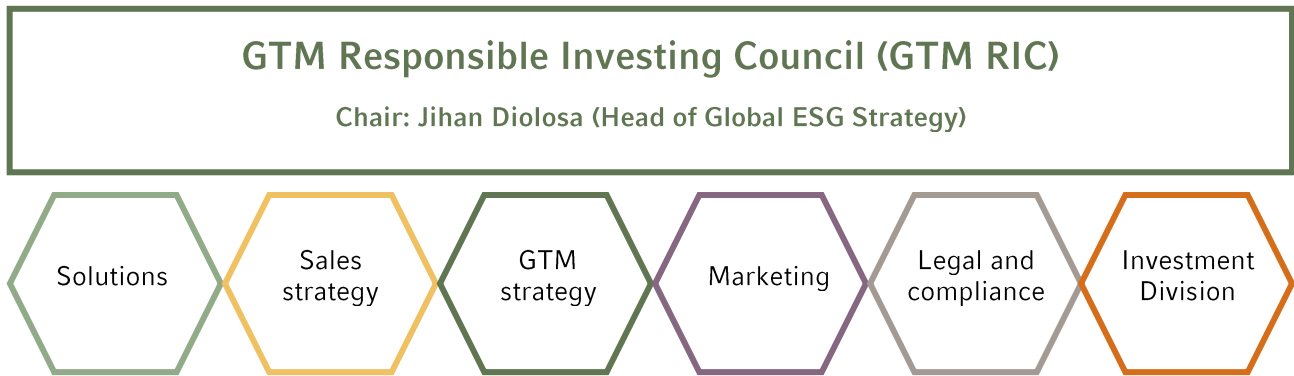 GTM Responsible Investing Council (GTM RIC)
Chair: Jihan Diolosa (Head of Global ESG Strategy)
Solutions
Sales
strategy
GTM
strategy
Marketing
Legal and
compliance
Investment
Division